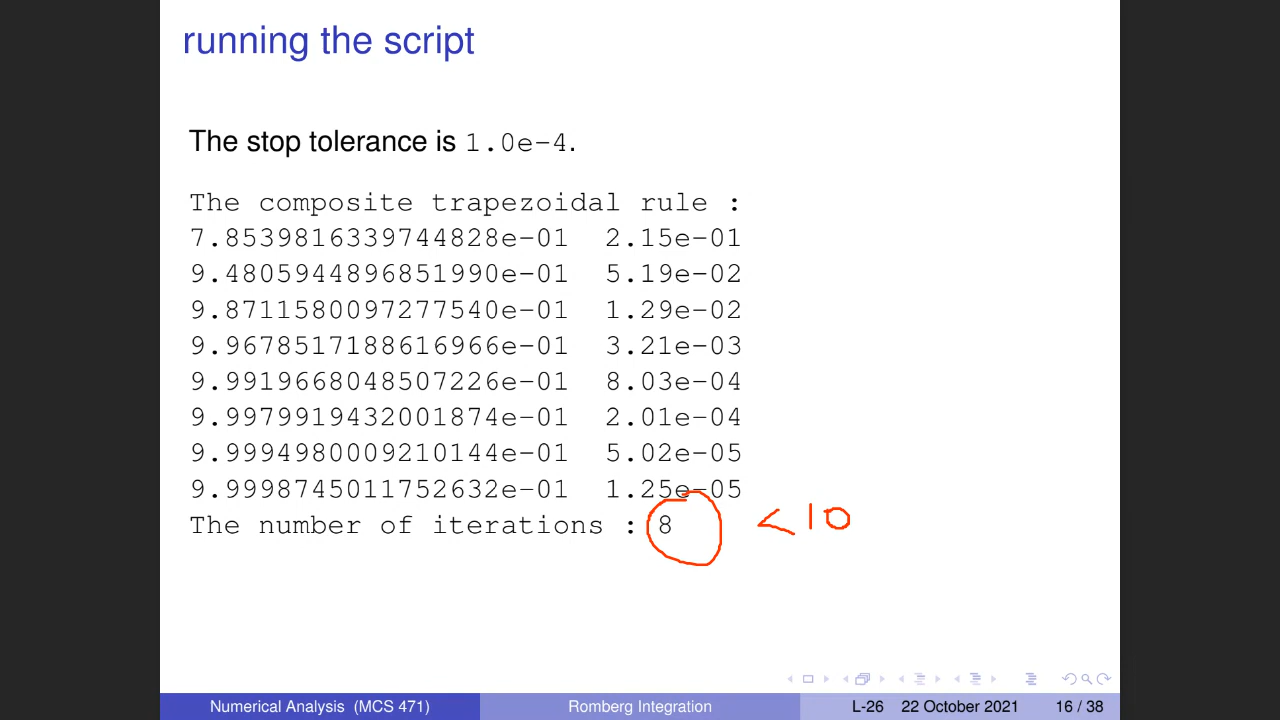 running the script
The stop tolerance is 1.0e-4.
The composite trapezoidal rule :
7.8539816339744828e-01 2.15e-01
9.4805944896851990e-01 5.19e-02
9.8711580097277540e-01 1.29e-02
9.9678517188616966e-01 3.21e-03
9.9919668048507226e-01 8.03e-04
9.9979919432001874e-01 2.01e-04
9.9994980009210144e-01 5.02e-05
9.9998745011752632e-01 1.25e-05
The number of iterations : 8 < 10
Numerical Analysis (MCS 471) Romberg Integration L-26 22 October 2021 16 / 38